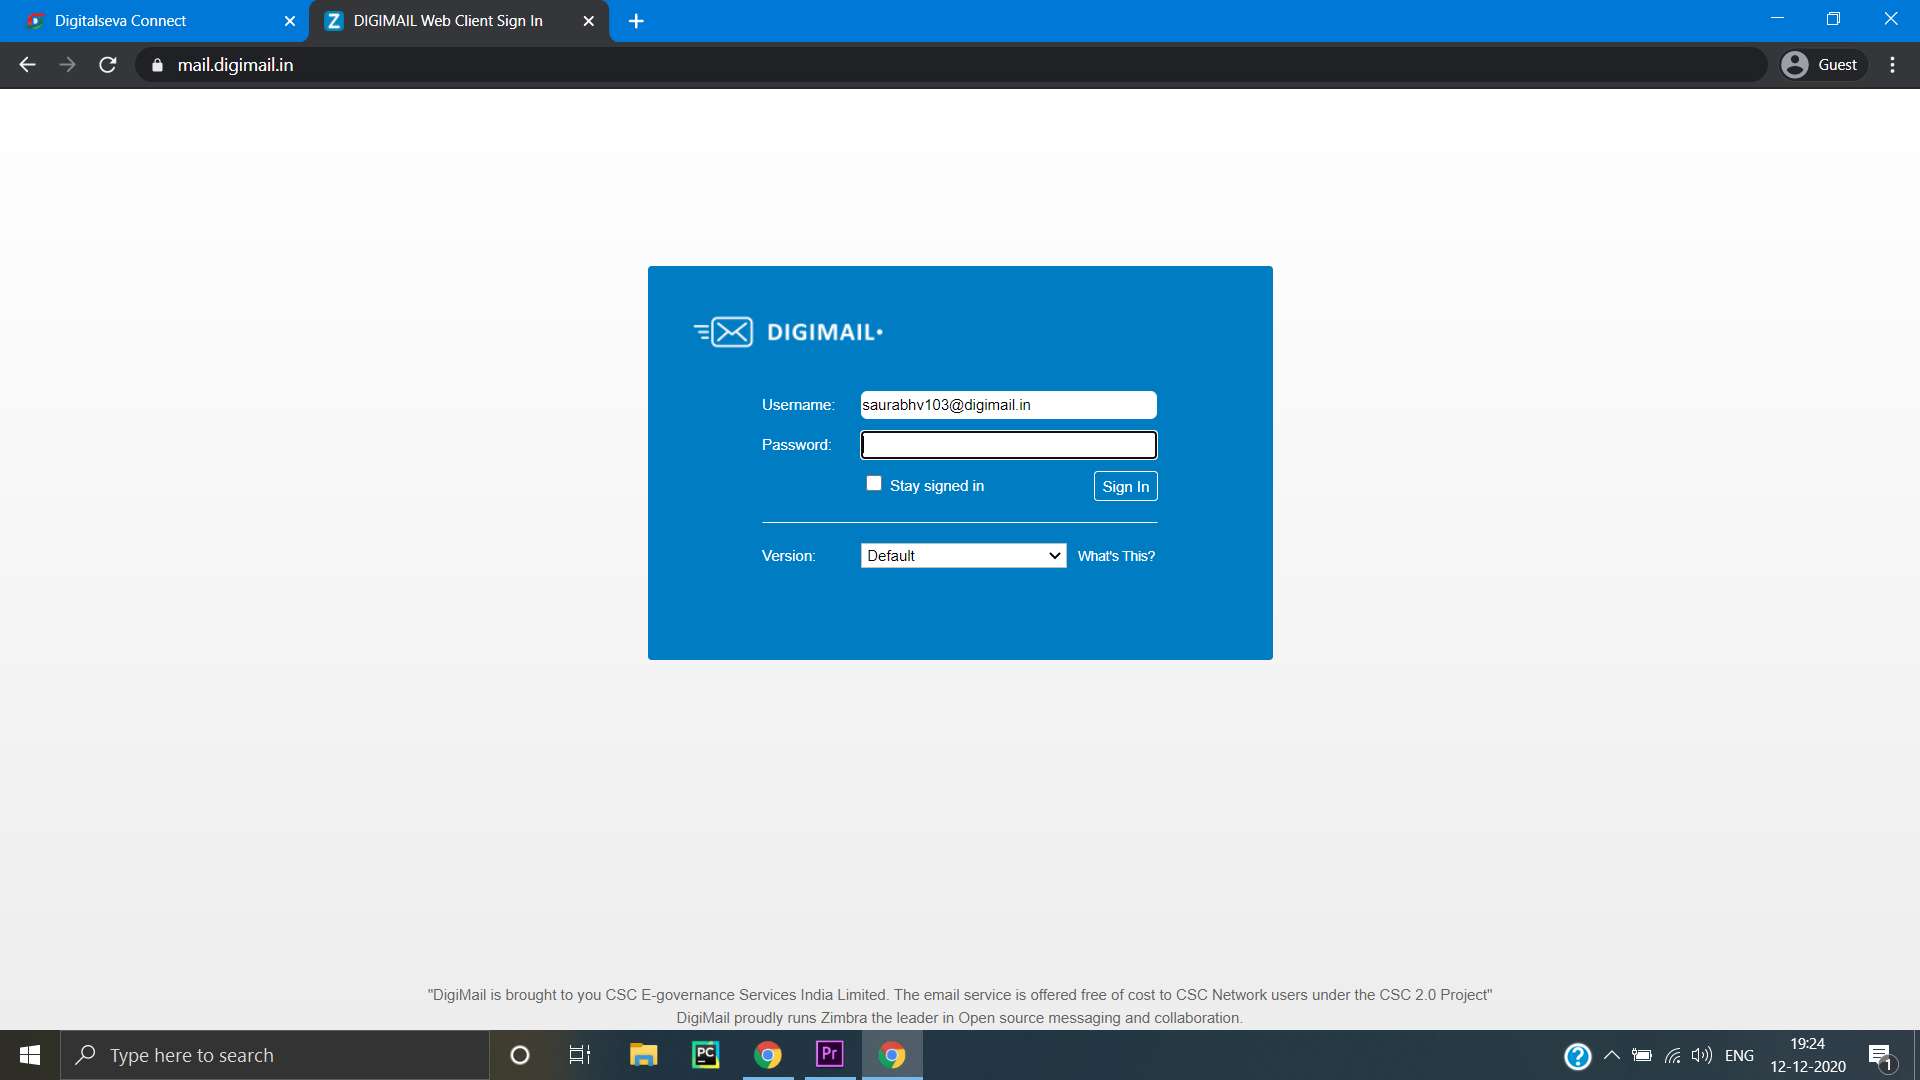 Digitalseva Connect
DIGIMAIL Web Client Sign In
mail.digimail.in
Guest
DIGIMAIL
Username: saurabhv103@digimail.in
Password:
Stay signed in
Sign In
Version: Default What's This?
"DigiMail is brought to you CSC E-governance Services India Limited. The email service is offered free of cost to CSC Network users under the CSC 2.0 Project"
DigiMail proudly runs Zimbra the leader in Open source messaging and collaboration.
Type here to search
PC
Pr
ENG
19:24
12-12-2020
1